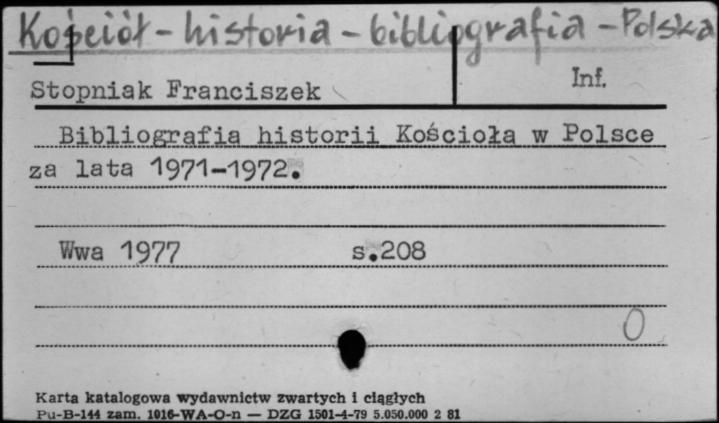 Kościół - historia - bibliografia - Polska
Inf.
Stopniak Franciszek
Bibliografia historii Kościoła w Polsce
za lata 1971-1972.
Wwa 1977 s.208
0
Karta katalogowa wydawnictw zwartych i ciągłych
Pu-B-144 zam. 1016-WA-O-n — DZG 1501-4-79 5.050.000 2 81